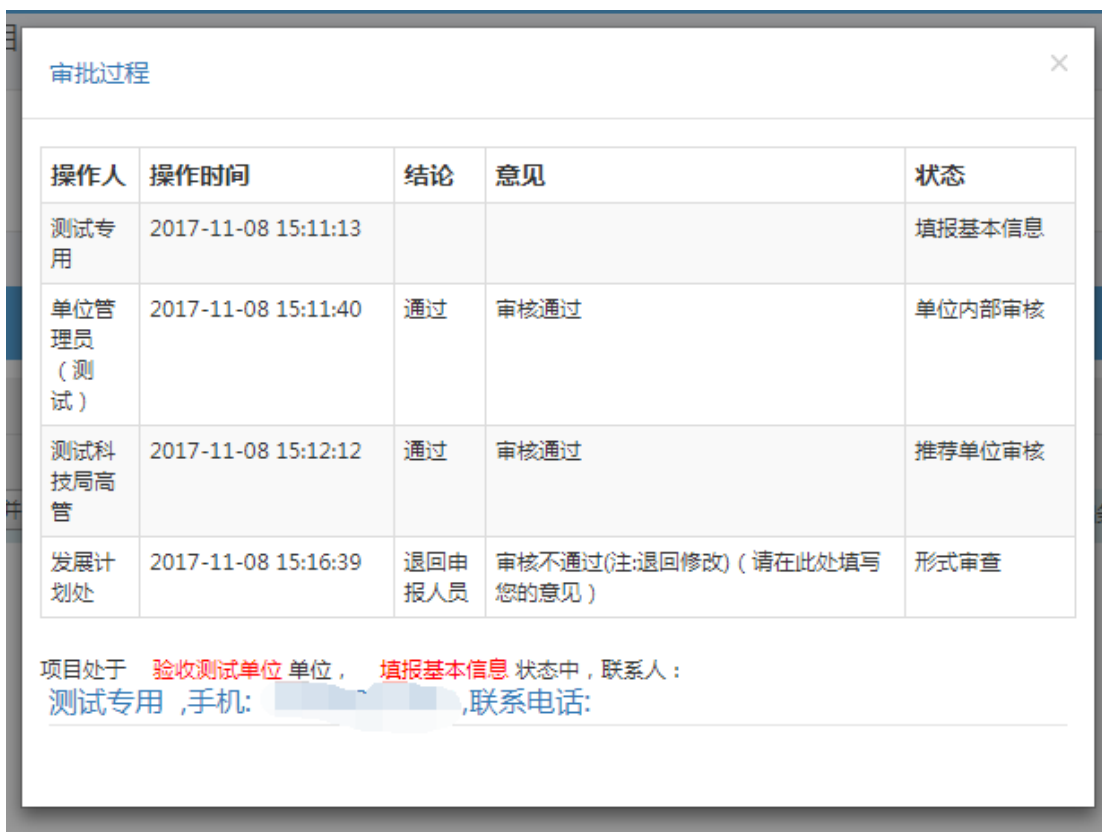 审批过程 ×
操作人 操作时间 结论 意见 状态
测试专 2017-11-08 15:11:13 填报基本信息
用
单位管 2017-11-08 15:11:40 通过 审核通过 单位内部审核
理员
（测
试）
测试科 2017-11-08 15:12:12 通过 审核通过 推荐单位审核
技局高
管
发展计 2017-11-08 15:16:39 退回申 审核不通过(注:退回修改)（请在此处填写 形式审查
划处 报人员 您的意见）
项目处于 验收测试单位 单位， 填报基本信息 状态中，联系人：
测试专用 ,手机: ,联系电话: